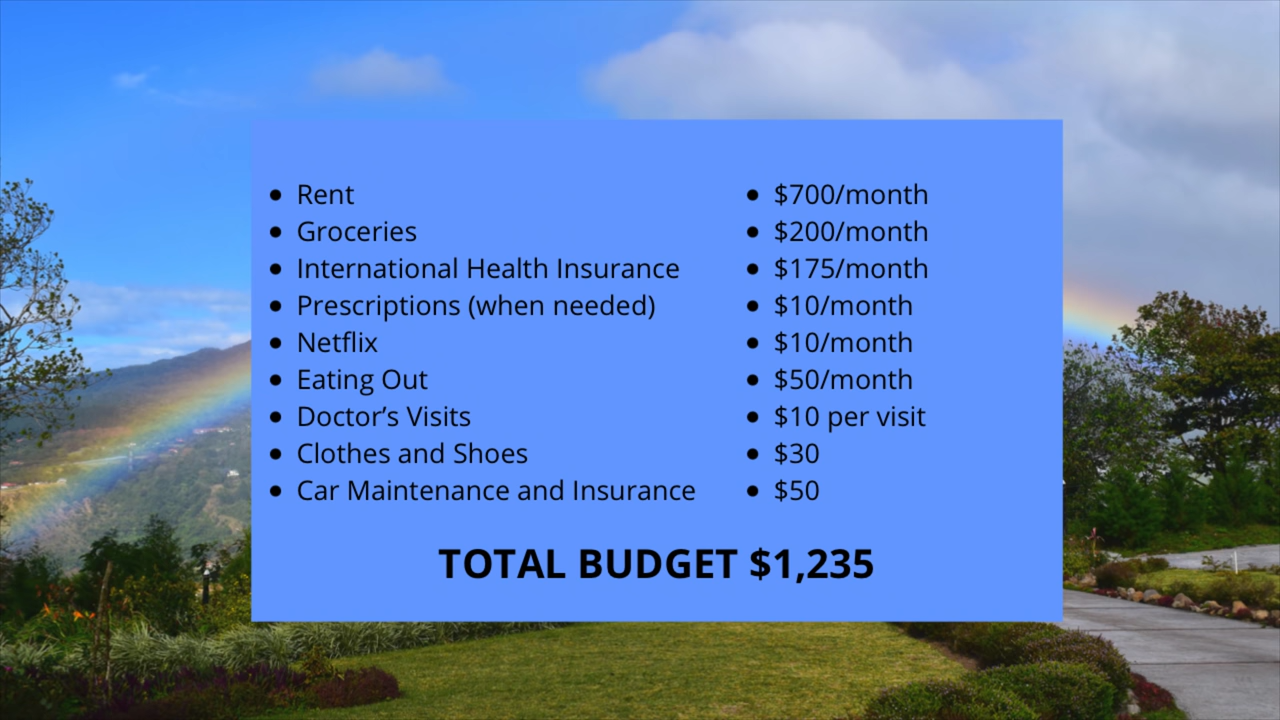 • Rent • $700/month
• Groceries • $200/month
• International Health Insurance • $175/month
• Prescriptions (when needed) • $10/month
• Netflix • $10/month
• Eating Out • $50/month
• Doctor’s Visits • $10 per visit
• Clothes and Shoes • $30
• Car Maintenance and Insurance • $50
TOTAL BUDGET $1,235